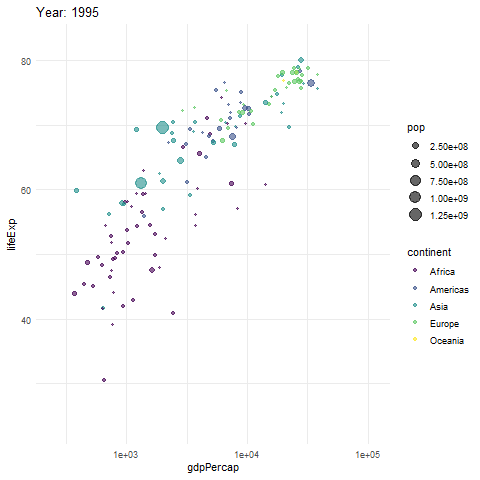 Year: 1995
80
60
40
lifeExp
1e+03
1e+04
1e+05
gdpPercap
pop
2.50e+08
5.00e+08
7.50e+08
1.00e+09
1.25e+09
continent
Africa
Americas
Asia
Europe
Oceania